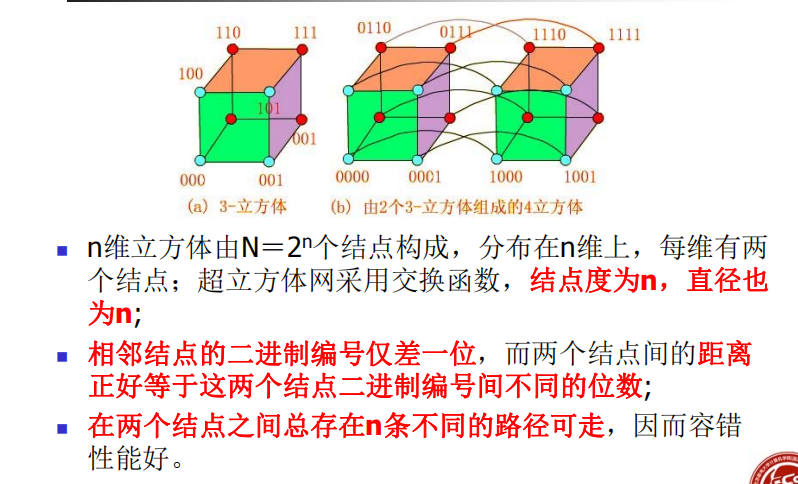 110 111 0110 0111 1110 1111
100
101
001
000 001 0000 0001 1000 1001
(a) 3-立方体 (b) 由2个3-立方体组成的4立方体
n维立方体由N=2ⁿ个结点构成，分布在n维上，每维有两
个结点；超立方体网采用交换函数，结点度为n，直径也
为n;
相邻结点的二进制编号仅差一位，而两个结点间的距离
正好等于这两个结点二进制编号间不同的位数;
在两个结点之间总存在n条不同的路径可走，因而容错
性能好。